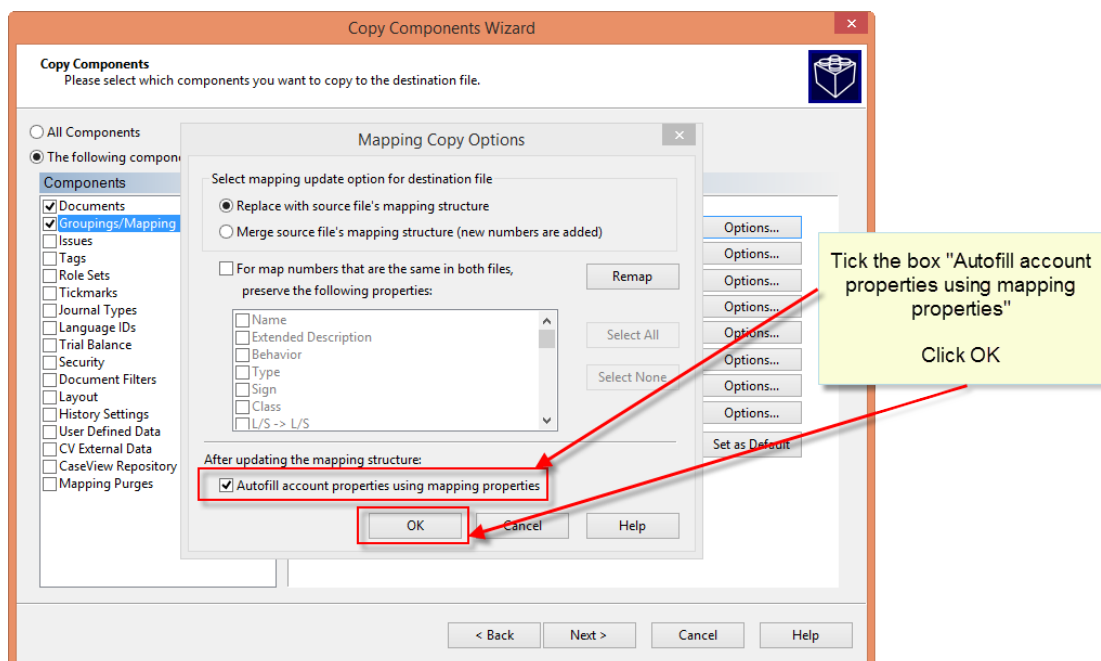 Copy Components Wizard
Copy Components
Please select which components you want to copy to the destination file.
All Components
The following compon
Components
Documents
Groupings/Mapping
Issues
Tags
Role Sets
Tickmarks
Journal Types
Language IDs
Trial Balance
Security
Document Filters
Layout
History Settings
User Defined Data
CV External Data
CaseView Repository
Mapping Purges
Mapping Copy Options
Select mapping update option for destination file
Replace with source file's mapping structure
Merge source file's mapping structure (new numbers are added)
For map numbers that are the same in both files,
preserve the following properties:
Remap
Name
Extended Description
Behavior
Type
Sign
Class
L/S -> L/S
Select All
Select None
After updating the mapping structure:
Autofill account properties using mapping properties
OK
Cancel
Help
Options...
Options...
Options...
Options...
Options...
Options...
Options...
Options...
Set as Default
Tick the box "Autofill account
properties using mapping
properties"
Click OK
< Back
Next >
Cancel
Help